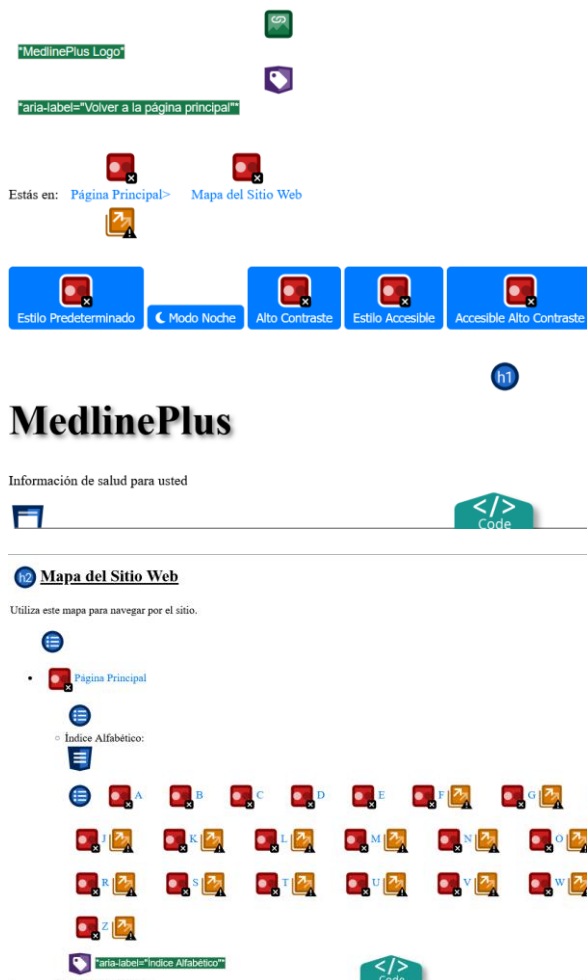 *MedlinePlus Logo*
*aria-label="Volver a la página principal"*
Estás en: Página Principal> Mapa del Sitio Web
Estilo Predeterminado Modo Noche Alto Contraste Estilo Accesible Accesible Alto Contraste
h1
MedlinePlus
Información de salud para usted
</>
Code
h2 Mapa del Sitio Web
Utiliza este mapa para navegar por el sitio.
Página Principal
Índice Alfabético:
A B C D E F | G |
J | K | L | M | N | O |
R | S | T | U | V | W |
Z |
*aria-label="Índice Alfabético"*
</>
Code